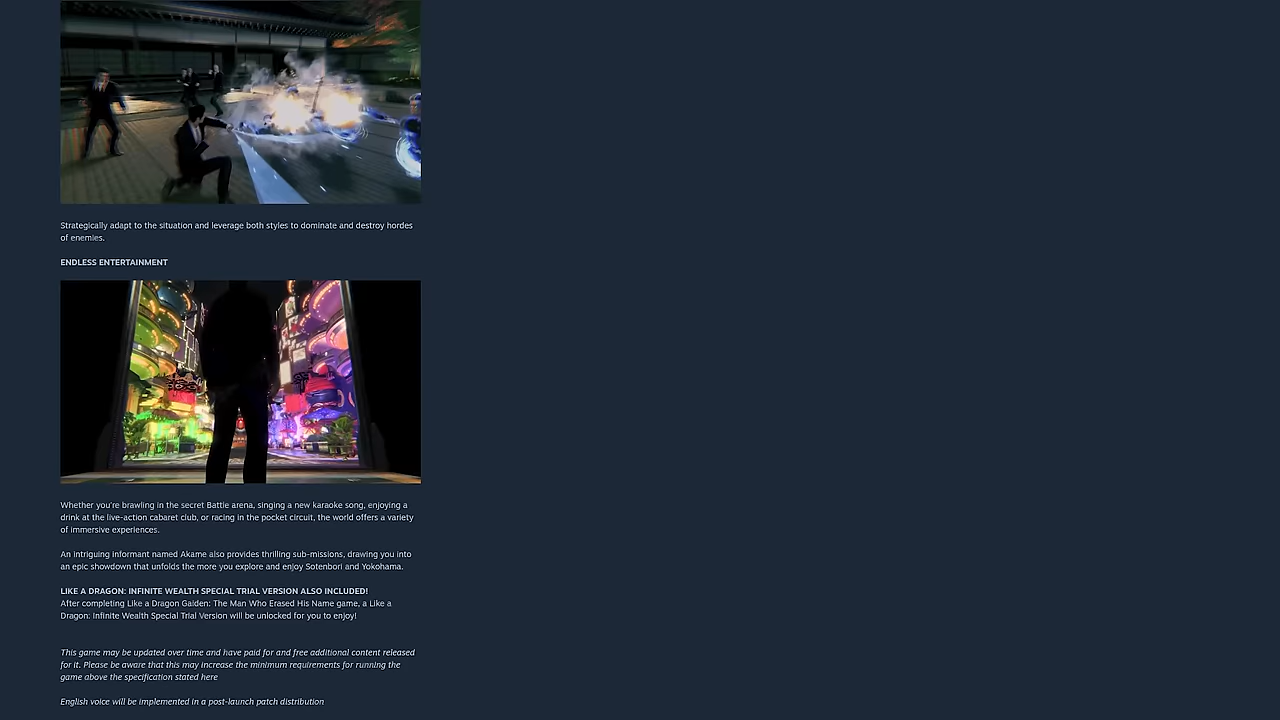 Strategically adapt to the situation and leverage both styles to dominate and destroy hordes
of enemies.
ENDLESS ENTERTAINMENT
Whether you're brawling in the secret Battle arena, singing a new karaoke song, enjoying a
drink at the live-action cabaret club, or racing in the pocket circuit, the world offers a variety
of immersive experiences.
An intriguing informant named Akame also provides thrilling sub-missions, drawing you into
an epic showdown that unfolds the more you explore and enjoy Sotenbori and Yokohama.
LIKE A DRAGON: INFINITE WEALTH SPECIAL TRIAL VERSION ALSO INCLUDED!
After completing Like a Dragon Gaiden: The Man Who Erased His Name game, a Like a
Dragon: Infinite Wealth Special Trial Version will be unlocked for you to enjoy!
This game may be updated over time and have paid for and free additional content released
for it. Please be aware that this may increase the minimum requirements for running the
game above the specification stated here
English voice will be implemented in a post-launch patch distribution